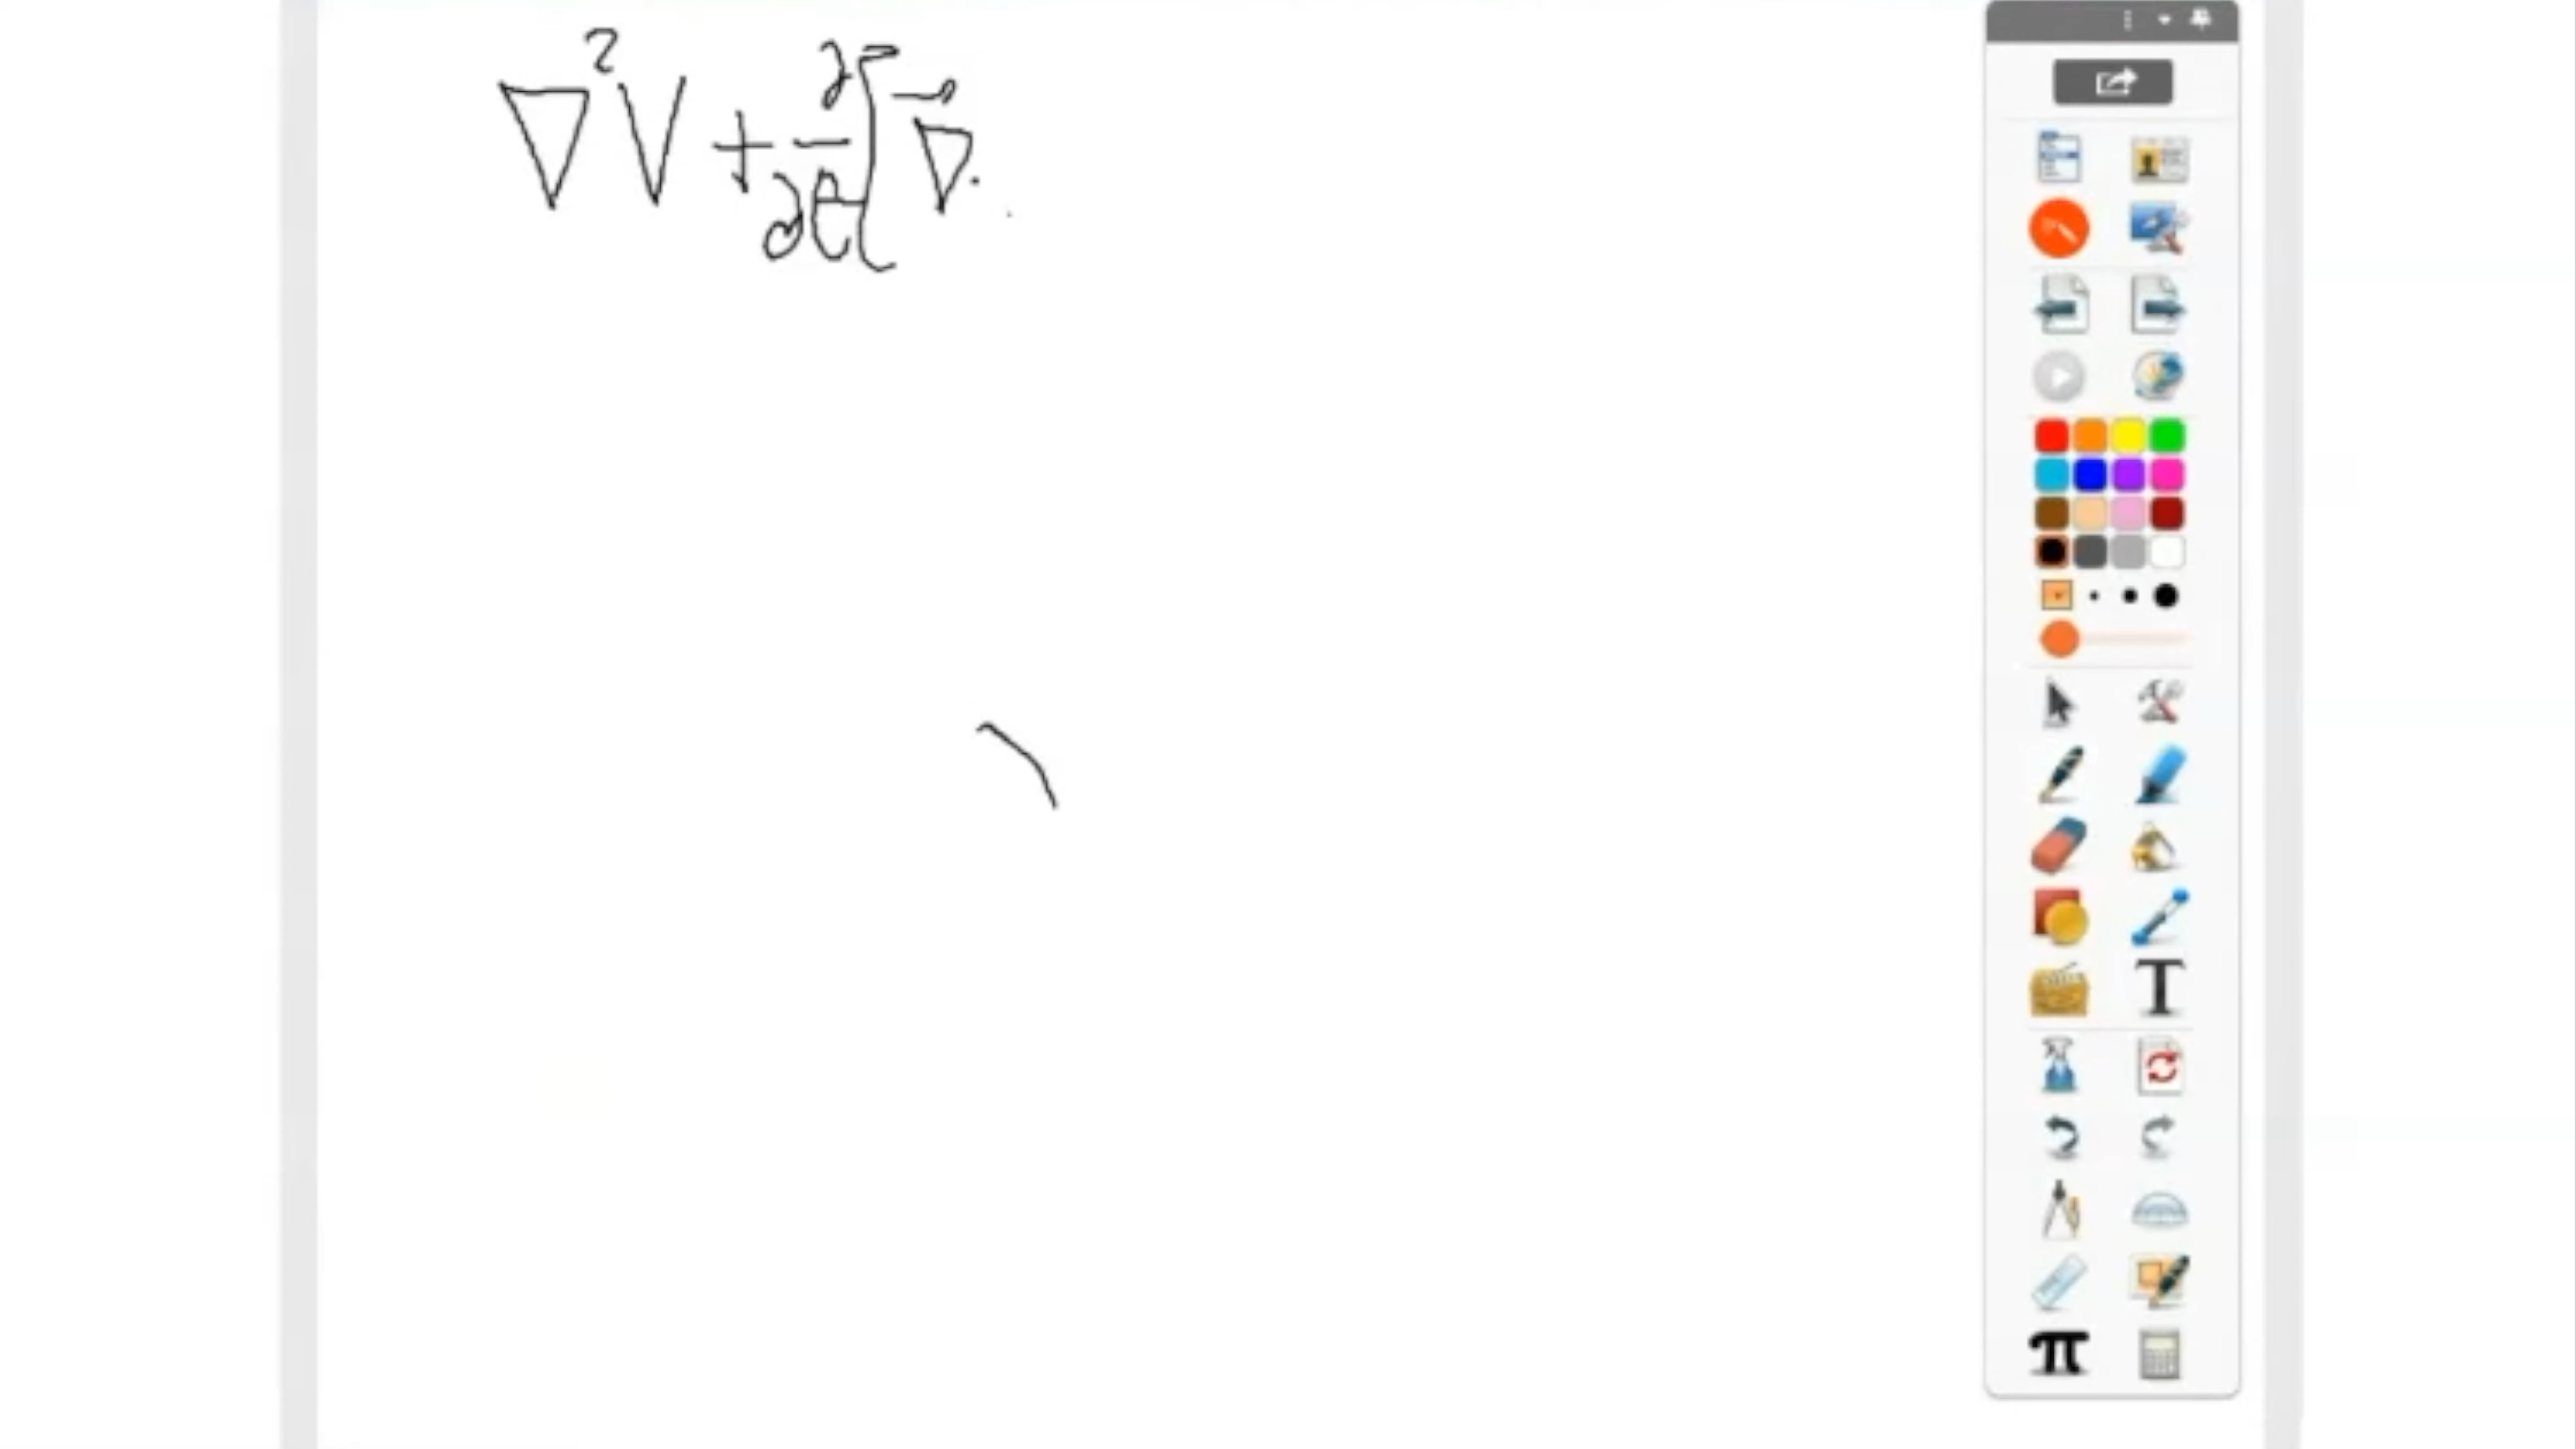 ∇²V + ∂/∂t [∇⃗.